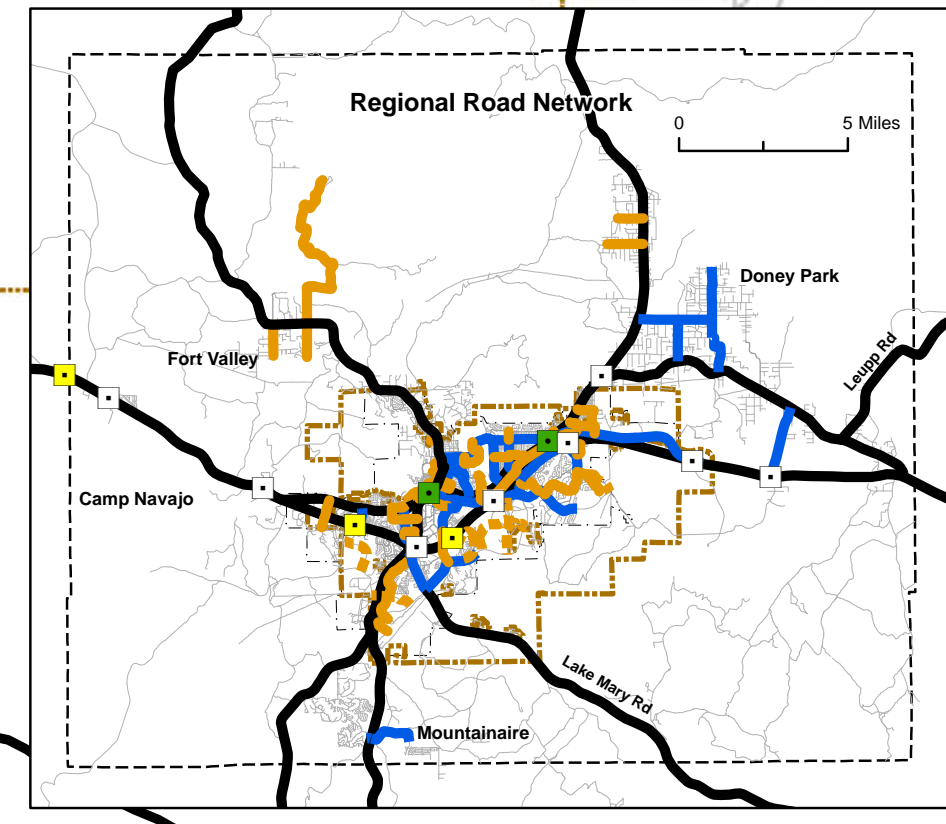 Regional Road Network
0 5 Miles
Doney Park
Leupp Rd
Fort Valley
Camp Navajo
Lake Mary Rd
Mountainaire